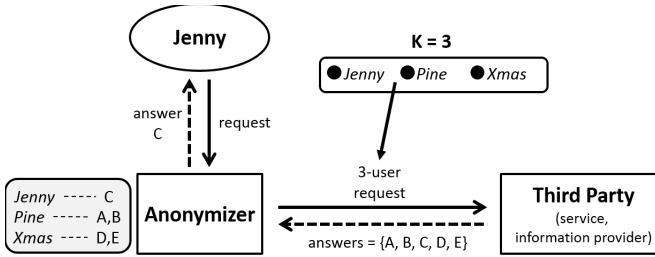 Jenny
K = 3
Jenny Pine Xmas
answer
C
request
3-user
request
Jenny ----- C
Pine ----- A,B
Xmas ---- D,E
Anonymizer
answers = {A, B, C, D, E}
Third Party
(service,
information provider)